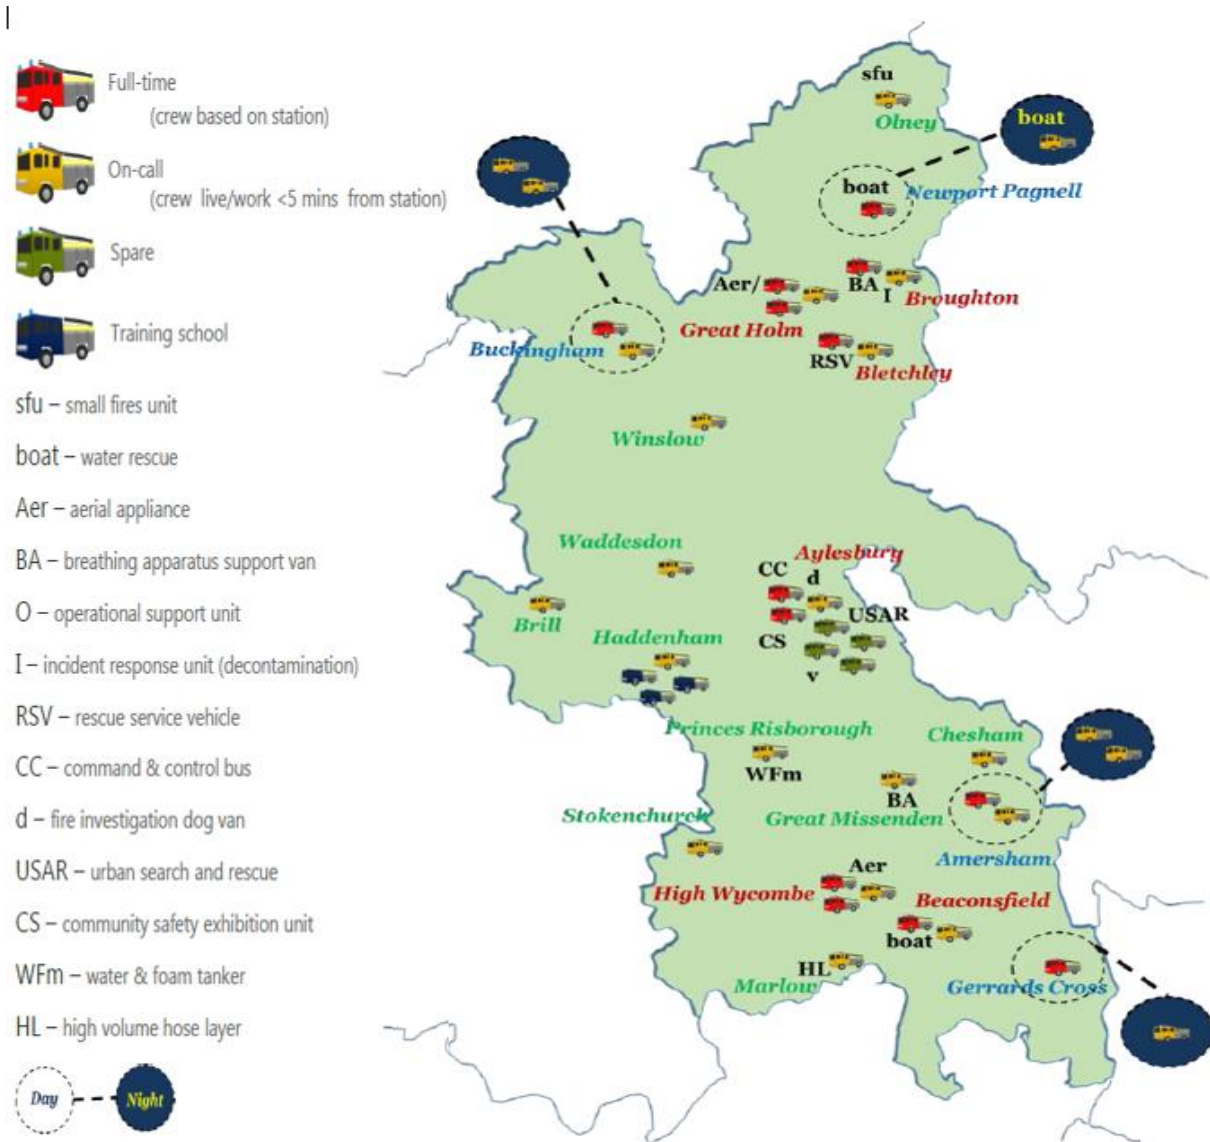 Full-time
(crew based on station)
On-call
(crew live/work <5 mins from station)
Spare
Training school
sfu – small fires unit
boat – water rescue
Aer – aerial appliance
BA – breathing apparatus support van
O – operational support unit
I – incident response unit (decontamination)
RSV – rescue service vehicle
CC – command & control bus
d – fire investigation dog van
USAR – urban search and rescue
CS – community safety exhibition unit
WFm – water & foam tanker
HL – high volume hose layer
Day
Night
sfu
Olney
boat
boat
Newport Pagnell
Aer/
BA
I
Broughton
Great Holm
Buckingham
RSV
Bletchley
Winslow
Waddesdon
Aylesbury
CC
d
Brill
USAR
Haddenham
CS
v
Princes Risborough
Chesham
WFm
BA
Stokenchurch
Great Missenden
Amersham
Aer
High Wycombe
Beaconsfield
boat
HL
Marlow
Gerrards Cross